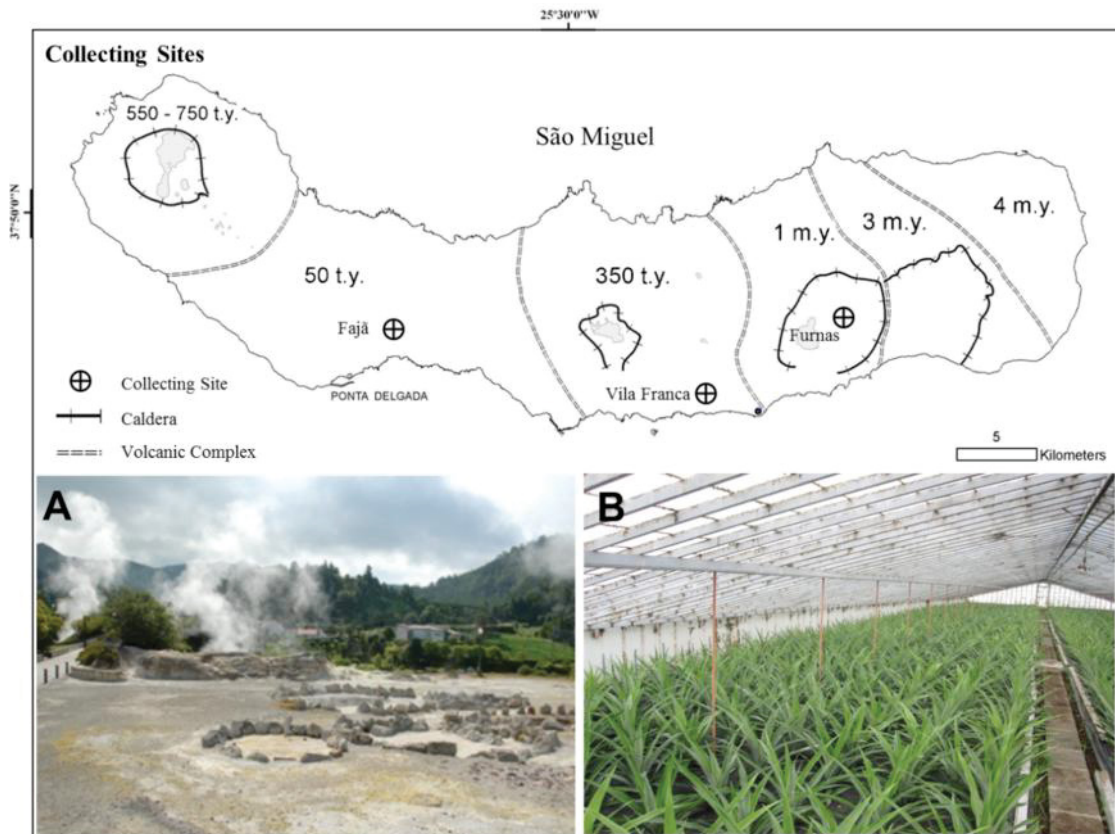 25°30'0"W
Collecting Sites
550 - 750 t.y.
São Miguel
37°50'0"N
4 m.y.
3 m.y.
1 m.y.
50 t.y.
350 t.y.
Fajã
Furnas
Collecting Site
Vila Franca
PONTA DELGADA
Caldera
5
Volcanic Complex
Kilometers
A
B